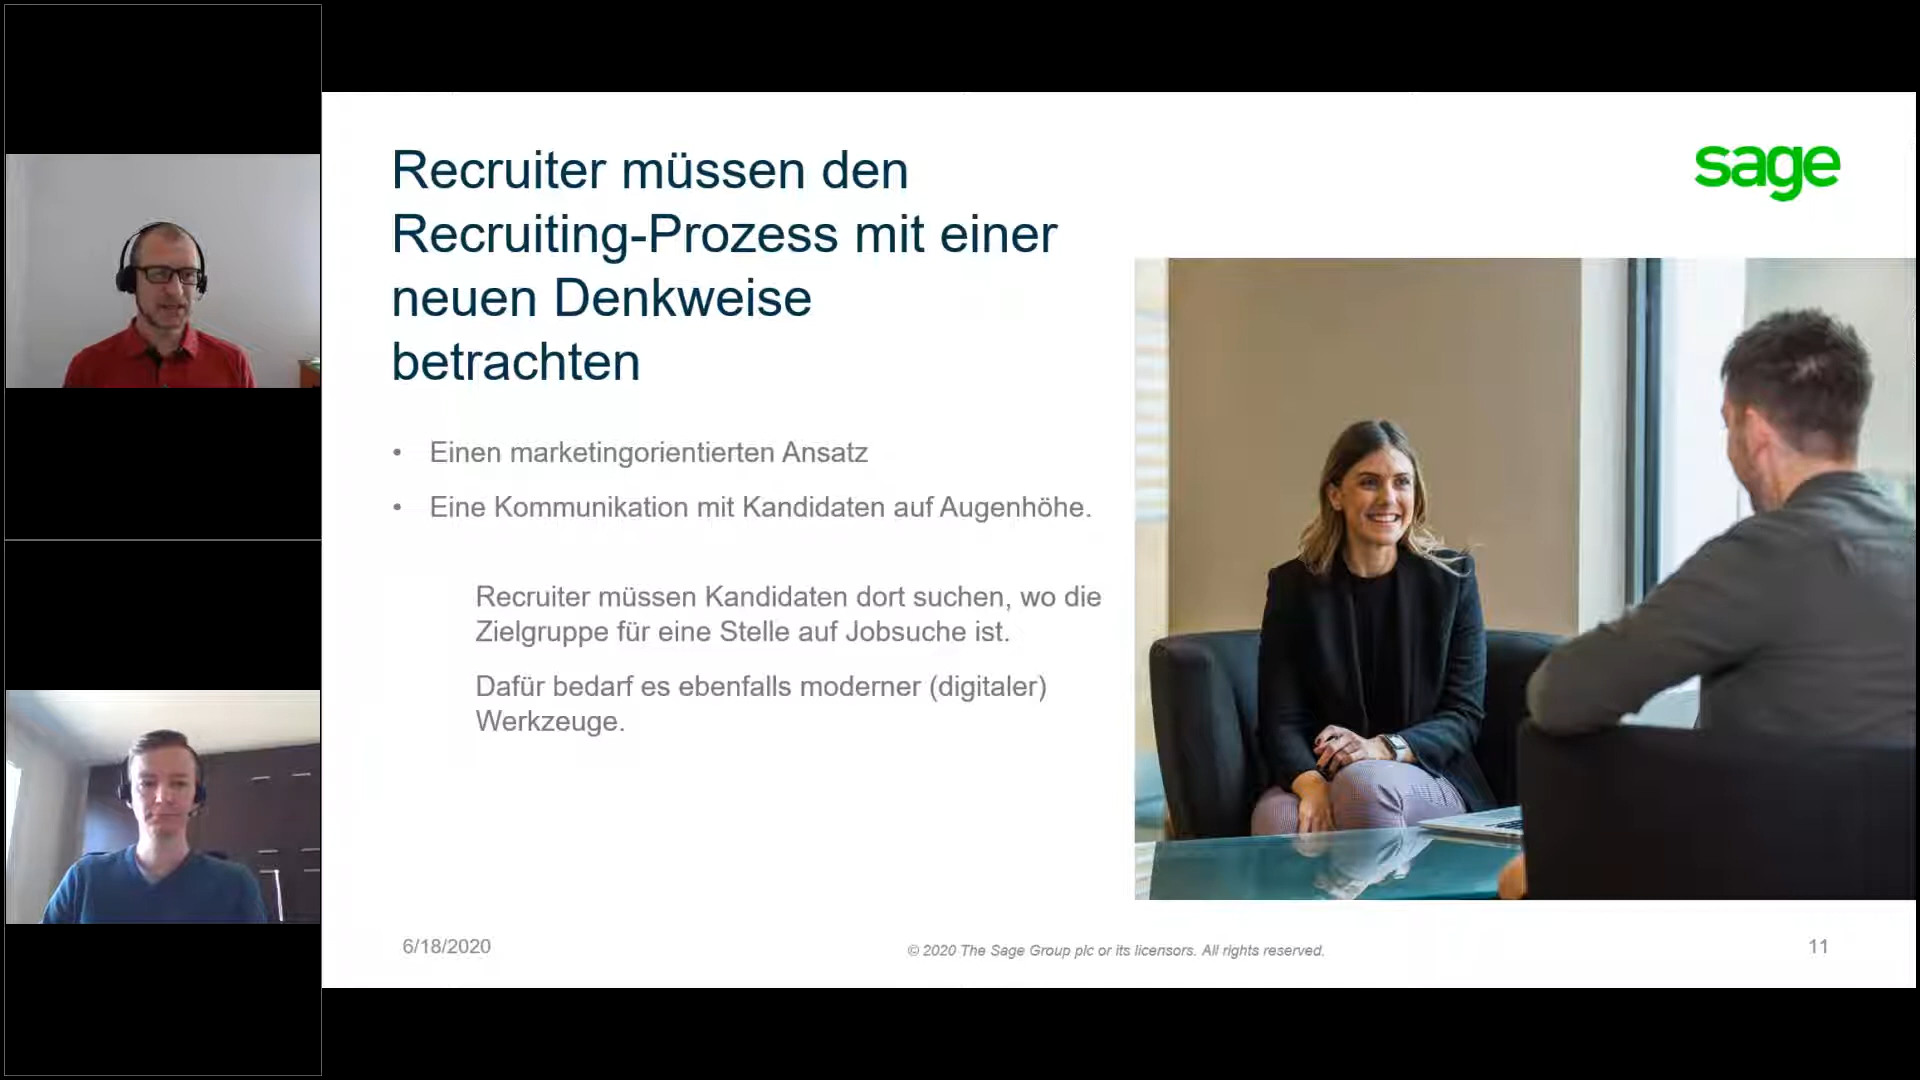 Recruiter müssen den
Recruiting-Prozess mit einer
neuen Denkweise
betrachten
sage
• Einen marketingorientierten Ansatz
• Eine Kommunikation mit Kandidaten auf Augenhöhe.
Recruiter müssen Kandidaten dort suchen, wo die
Zielgruppe für eine Stelle auf Jobsuche ist.
Dafür bedarf es ebenfalls moderner (digitaler)
Werkzeuge.
6/18/2020
© 2020 The Sage Group plc or its licensors. All rights reserved.
11